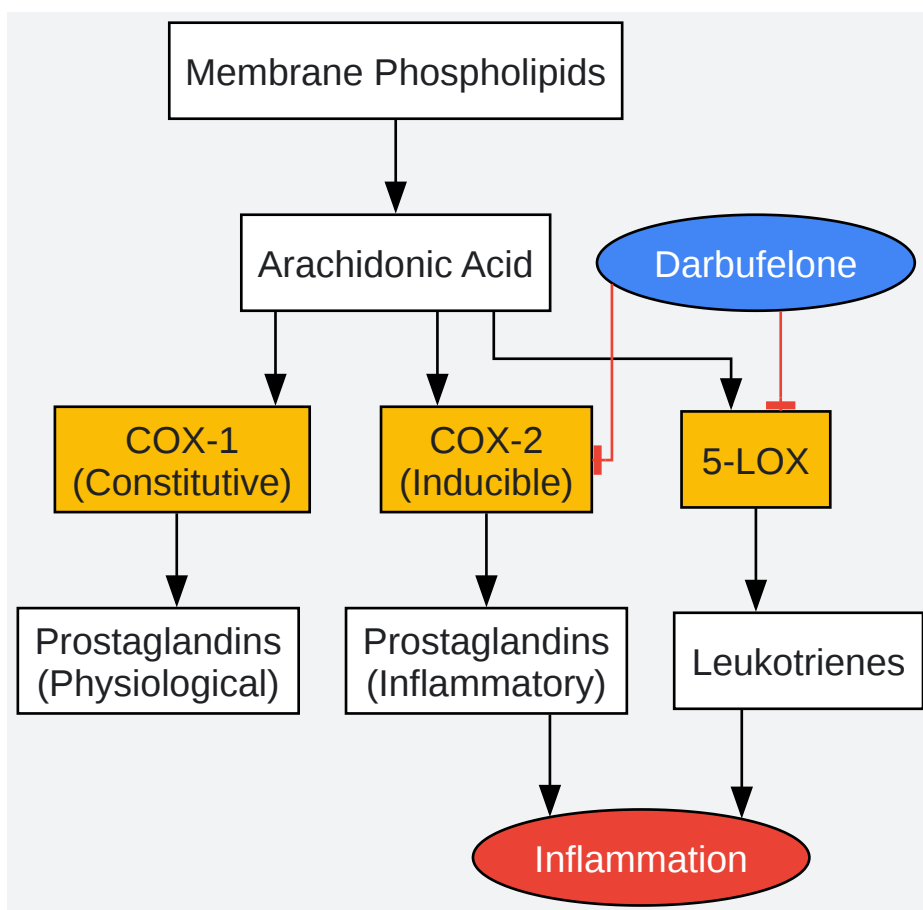 Membrane Phospholipids
Arachidonic Acid
Darbufelone
COX-1
(Constitutive)
COX-2
(Inducible)
5-LOX
Prostaglandins
(Physiological)
Prostaglandins
(Inflammatory)
Leukotrienes
Inflammation